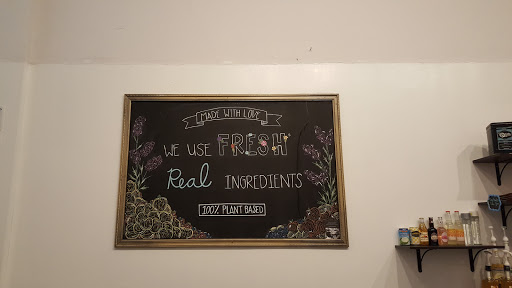 MADE WITH LOVE
WE USE FRESH
Real INGREDIENTS
100% PLANT BASED